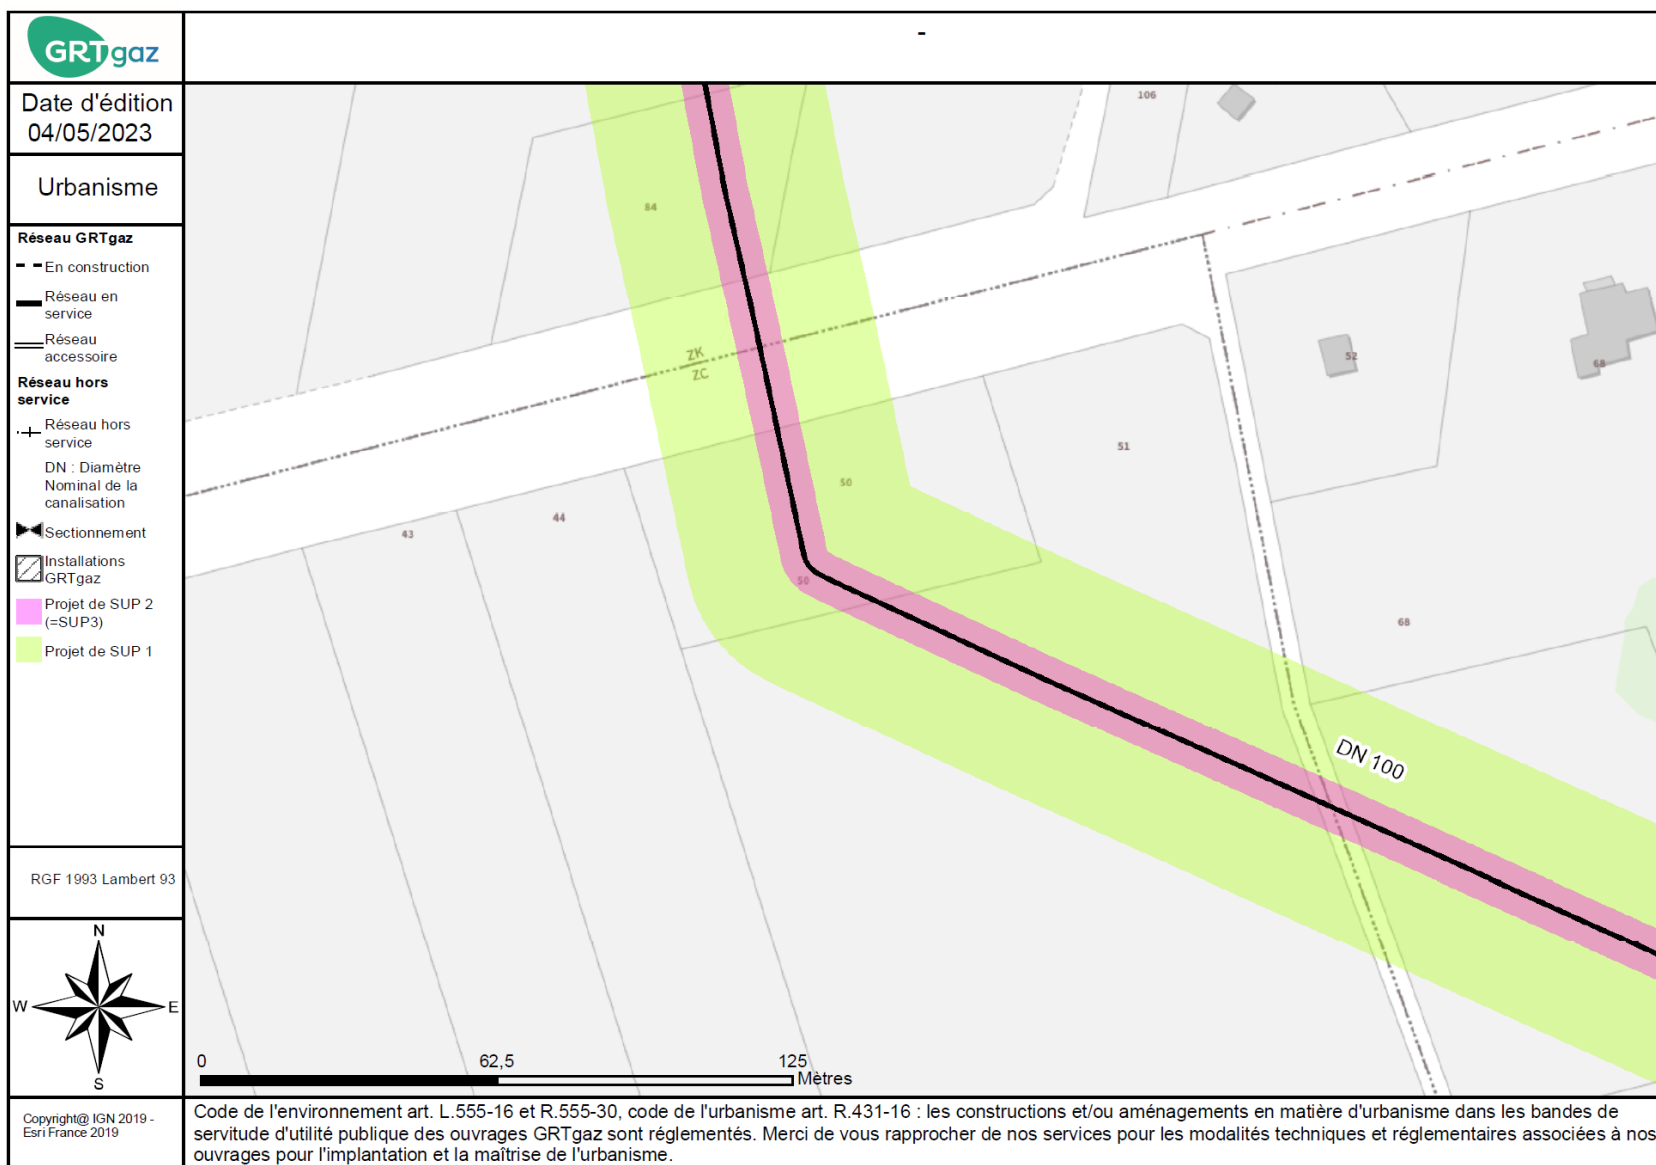 GRTgaz
-
Date d'édition
04/05/2023
Urbanisme
Réseau GRTgaz
En construction
Réseau en
service
Réseau
accessoire
Réseau hors
service
Réseau hors
service
DN : Diamètre
Nominal de la
canalisation
Sectionnement
Installations
GRTgaz
Projet de SUP 2
(=SUP3)
Projet de SUP 1
RGF 1993 Lambert 93
N
W
E
S
Copyright@ IGN 2019 -
Esri France 2019
106
84
ZK
ZC
52
68
51
50
44
43
50
68
DN 100
0
62,5
125
Mètres
Code de l'environnement art. L.555-16 et R.555-30, code de l'urbanisme art. R.431-16 : les constructions et/ou aménagements en matière d'urbanisme dans les bandes de
servitude d'utilité publique des ouvrages GRTgaz sont réglementés. Merci de vous rapprocher de nos services pour les modalités techniques et réglementaires associées à nos
ouvrages pour l'implantation et la maîtrise de l'urbanisme.